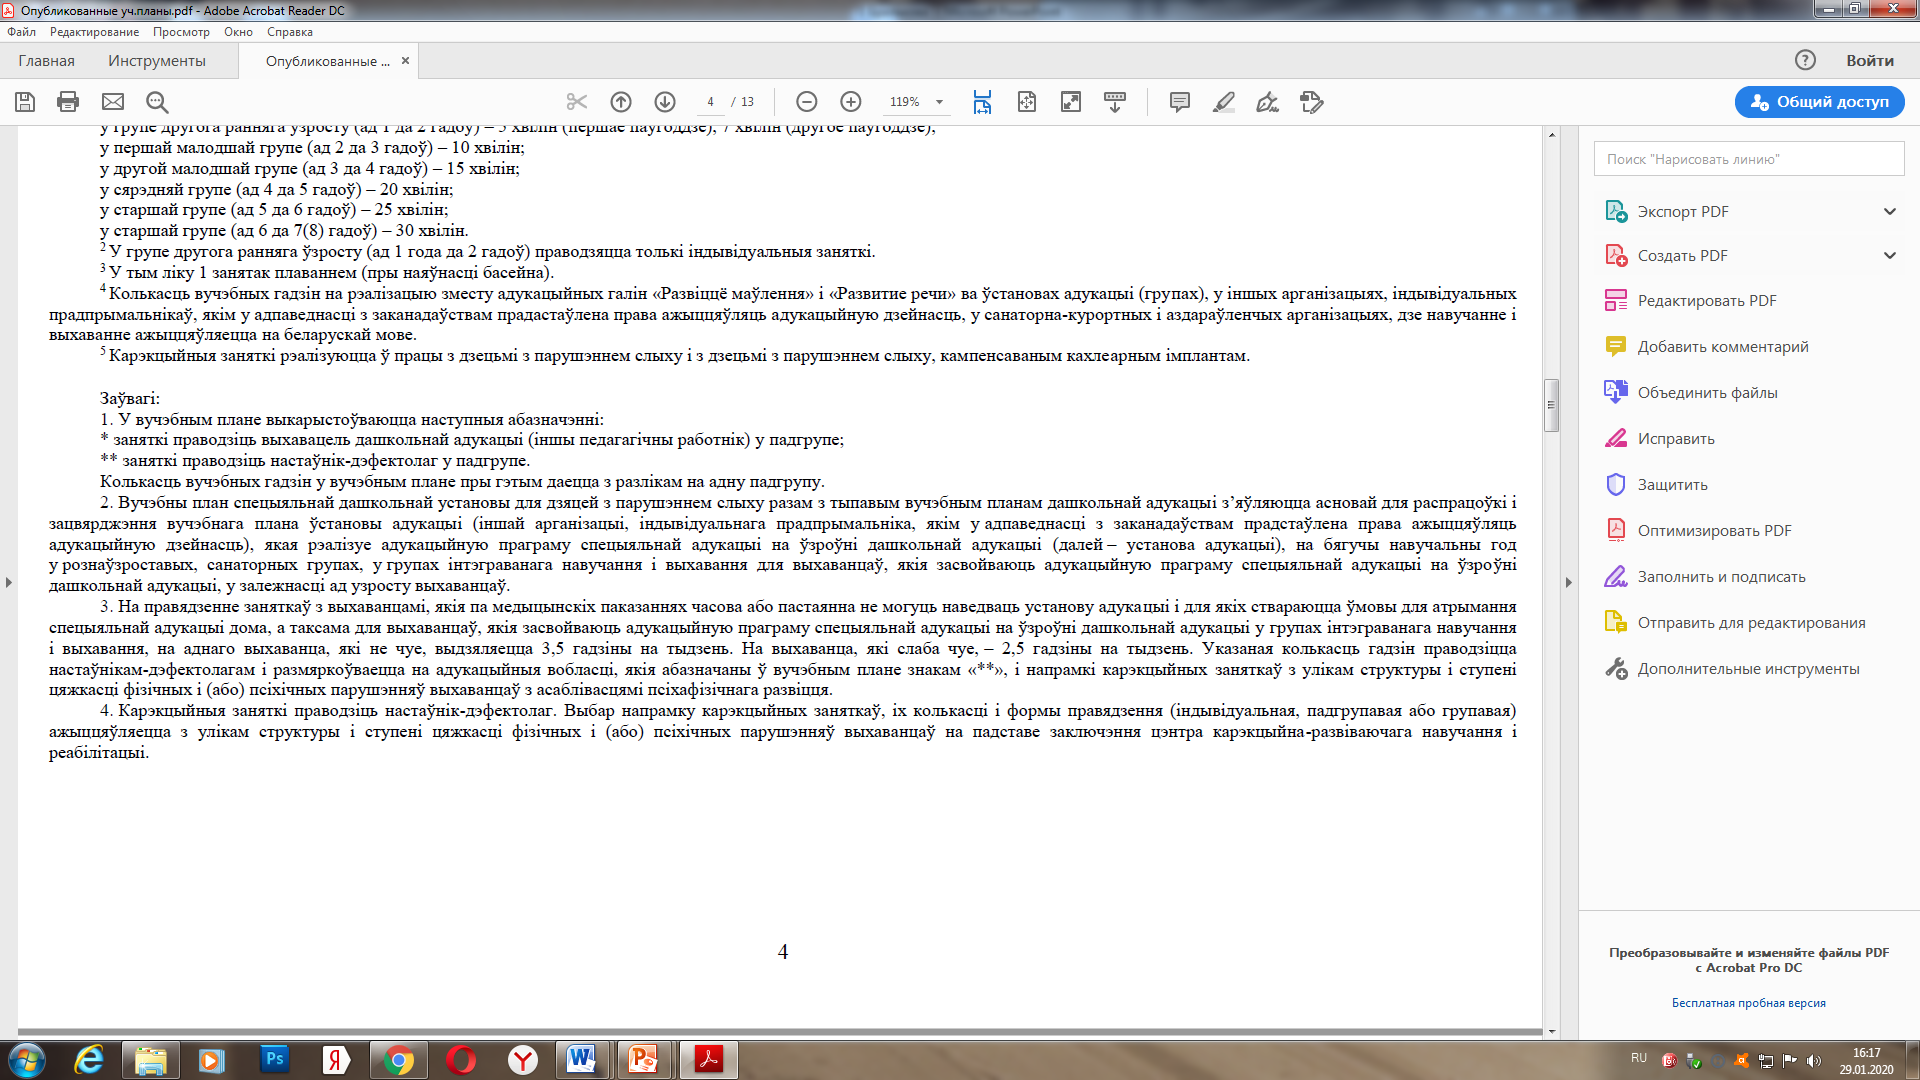 Опубликованные уч.планы.pdf - Adobe Acrobat Reader DC
Файл Редактирование Просмотр Окно Справка
Главная Инструменты Опубликованные ... ×
Войти
4 / 13 119%
Общий доступ
у групе другога ранняга ўзросту (ад 1 да 2 гадоў) – 5 хвілін (першае паўгоддзе), 7 хвілін (другое паўгоддзе);
у першай малодшай групе (ад 2 да 3 гадоў) – 10 хвілін;
у другой малодшай групе (ад 3 да 4 гадоў) – 15 хвілін;
у сярэдняй групе (ад 4 да 5 гадоў) – 20 хвілін;
у старшай групе (ад 5 да 6 гадоў) – 25 хвілін;
у старшай групе (ад 6 да 7(8) гадоў) – 30 хвілін.
2 У групе другога ранняга ўзросту (ад 1 года да 2 гадоў) праводзяцца толькі індывідуальныя заняткі.
3 У тым ліку 1 занятак плаваннем (пры наяўнасці басейна).
4 Колькасць вучэбных гадзін на рэалізацыю зместу адукацыйных галін «Развіццё маўлення» і «Развитие речи» ва ўстановах адукацыі (групах), у іншых арганізацыях, індывідуальных
прадпрымальнікаў, якім у адпаведнасці з заканадаўствам прадастаўлена права ажыццяўляць адукацыйную дзейнасць, у санаторна-курортных і аздараўленчых арганізацыях, дзе навучанне і
выхаванне ажыццяўляецца на беларускай мове.
5 Карэкцыйныя заняткі рэалізуюцца ў працы з дзецьмі з парушэннем слыху і з дзецьмі з парушэннем слыху, кампенсаваным кахлеарным імплантам.
Заўвагі:
1. У вучэбным плане выкарыстоўваюцца наступныя абазначэнні:
* заняткі праводзіць выхавацель дашкольнай адукацыі (іншы педагагічны работнік) у падгрупе;
** заняткі праводзіць настаўнік-дэфектолаг у падгрупе.
Колькасць вучэбных гадзін у вучэбным плане пры гэтым даецца з разлікам на адну падгрупу.
2. Вучэбны план спецыяльнай дашкольнай установы для дзяцей з парушэннем слыху разам з тыпавым вучэбным планам дашкольнай адукацыі з’яўляюцца асновай для распрацоўкі і
зацвярджэння вучэбнага плана ўстановы адукацыі (іншай арганізацыі, індывідуальнага прадпрымальніка, якім у адпаведнасці з заканадаўствам прадстаўлена права ажыццяўляць
адукацыйную дзейнасць), якая рэалізуе адукацыйную праграму спецыяльнай адукацыі на ўзроўні дашкольнай адукацыі (далей – установа адукацыі), на бягучы навучальны год
у рознаўзроставых, санаторных групах, у групах інтэграванага навучання і выхавання для выхаванцаў, якія засвойваюць адукацыйную праграму спецыяльнай адукацыі на ўзроўні
дашкольнай адукацыі, у залежнасці ад узросту выхаванцаў.
3. На правядзенне заняткаў з выхаванцамі, якія па медыцынскіх паказаннях часова або пастаянна не могуць наведваць установу адукацыі і для якіх ствараюцца ўмовы для атрымання
спецыяльнай адукацыі дома, а таксама для выхаванцаў, якія засвойваюць адукацыйную праграму спецыяльнай адукацыі на ўзроўні дашкольнай адукацыі у групах інтэграванага навучання
і выхавання, на аднаго выхаванца, які не чуе, выдзяляецца 3,5 гадзіны на тыдзень. На выхаванца, які слаба чуе, – 2,5 гадзіны на тыдзень. Указаная колькасць гадзін праводзіцца
настаўнікам-дэфектолагам і размяркоўваецца на адукацыйныя вобласці, якія абазначаны ў вучэбным плане знакам «**», і напрамкі карэкцыйных заняткаў з улікам структуры і ступені
цяжкасці фізічных і (або) псіхічных парушэнняў выхаванцаў з асаблівасцямі псіхафізічнага развіцця.
4. Карэкцыйныя заняткі праводзіць настаўнік-дэфектолаг. Выбар напрамку карэкцыйных заняткаў, іх колькасці і формы правядзення (індывідуальная, падгрупавая або групавая)
ажыццяўляецца з улікам структуры і ступені цяжкасці фізічных і (або) псіхічных парушэнняў выхаванцаў на падставе заключэння цэнтра карэкцыйна-развіваючага навучання і
рэабілітацыі.
4
Поиск "Нарисовать линию"
Экспорт PDF
Создать PDF
Редактировать PDF
Добавить комментарий
Объединить файлы
Исправить
Защитить
Оптимизировать PDF
Заполнить и подписать
Отправить для редактирования
Дополнительные инструменты
Преобразовывайте и изменяйте файлы PDF
с Acrobat Pro DC
Бесплатная пробная версия
RU
16:17
29.01.2020